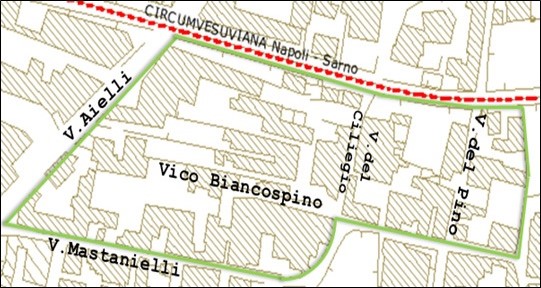 CIRCUMVESUVIANA Napoli - Sarno
V.Aielli
V.del
Ciliegio
V. del Pino
Vico Biancospino
V.Mastanielli